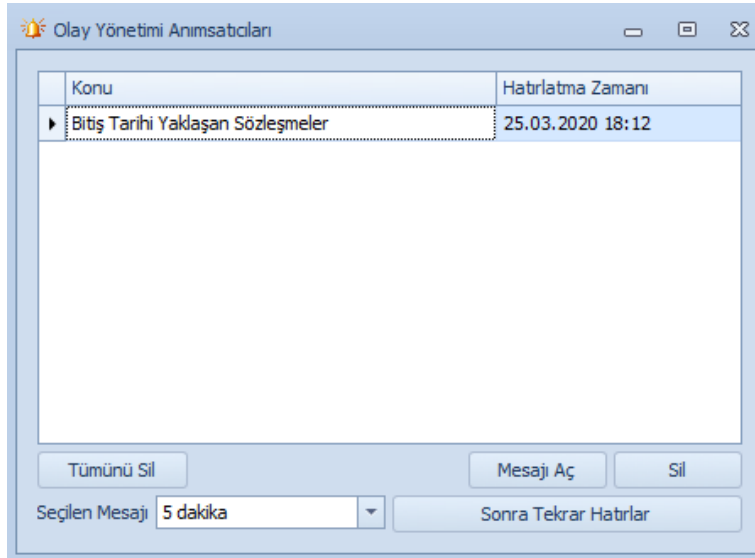 Olay Yönetimi Anımsatıcıları
Konu Hatırlatma Zamanı
Bitiş Tarihi Yaklaşan Sözleşmeler 25.03.2020 18:12
Tümünü Sil Mesajı Aç Sil
Seçilen Mesajı 5 dakika Sonra Tekrar Hatırlar